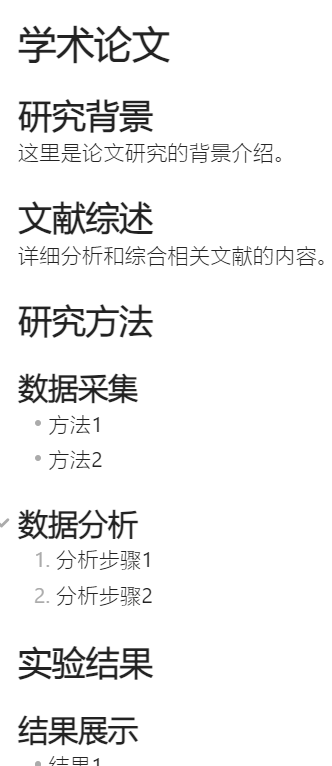 学术论文
研究背景
这里是论文研究的背景介绍。
文献综述
详细分析和综合相关文献的内容。
研究方法
数据采集
• 方法1
• 方法2
数据分析
1. 分析步骤1
2. 分析步骤2
实验结果
结果展示
• 结果1